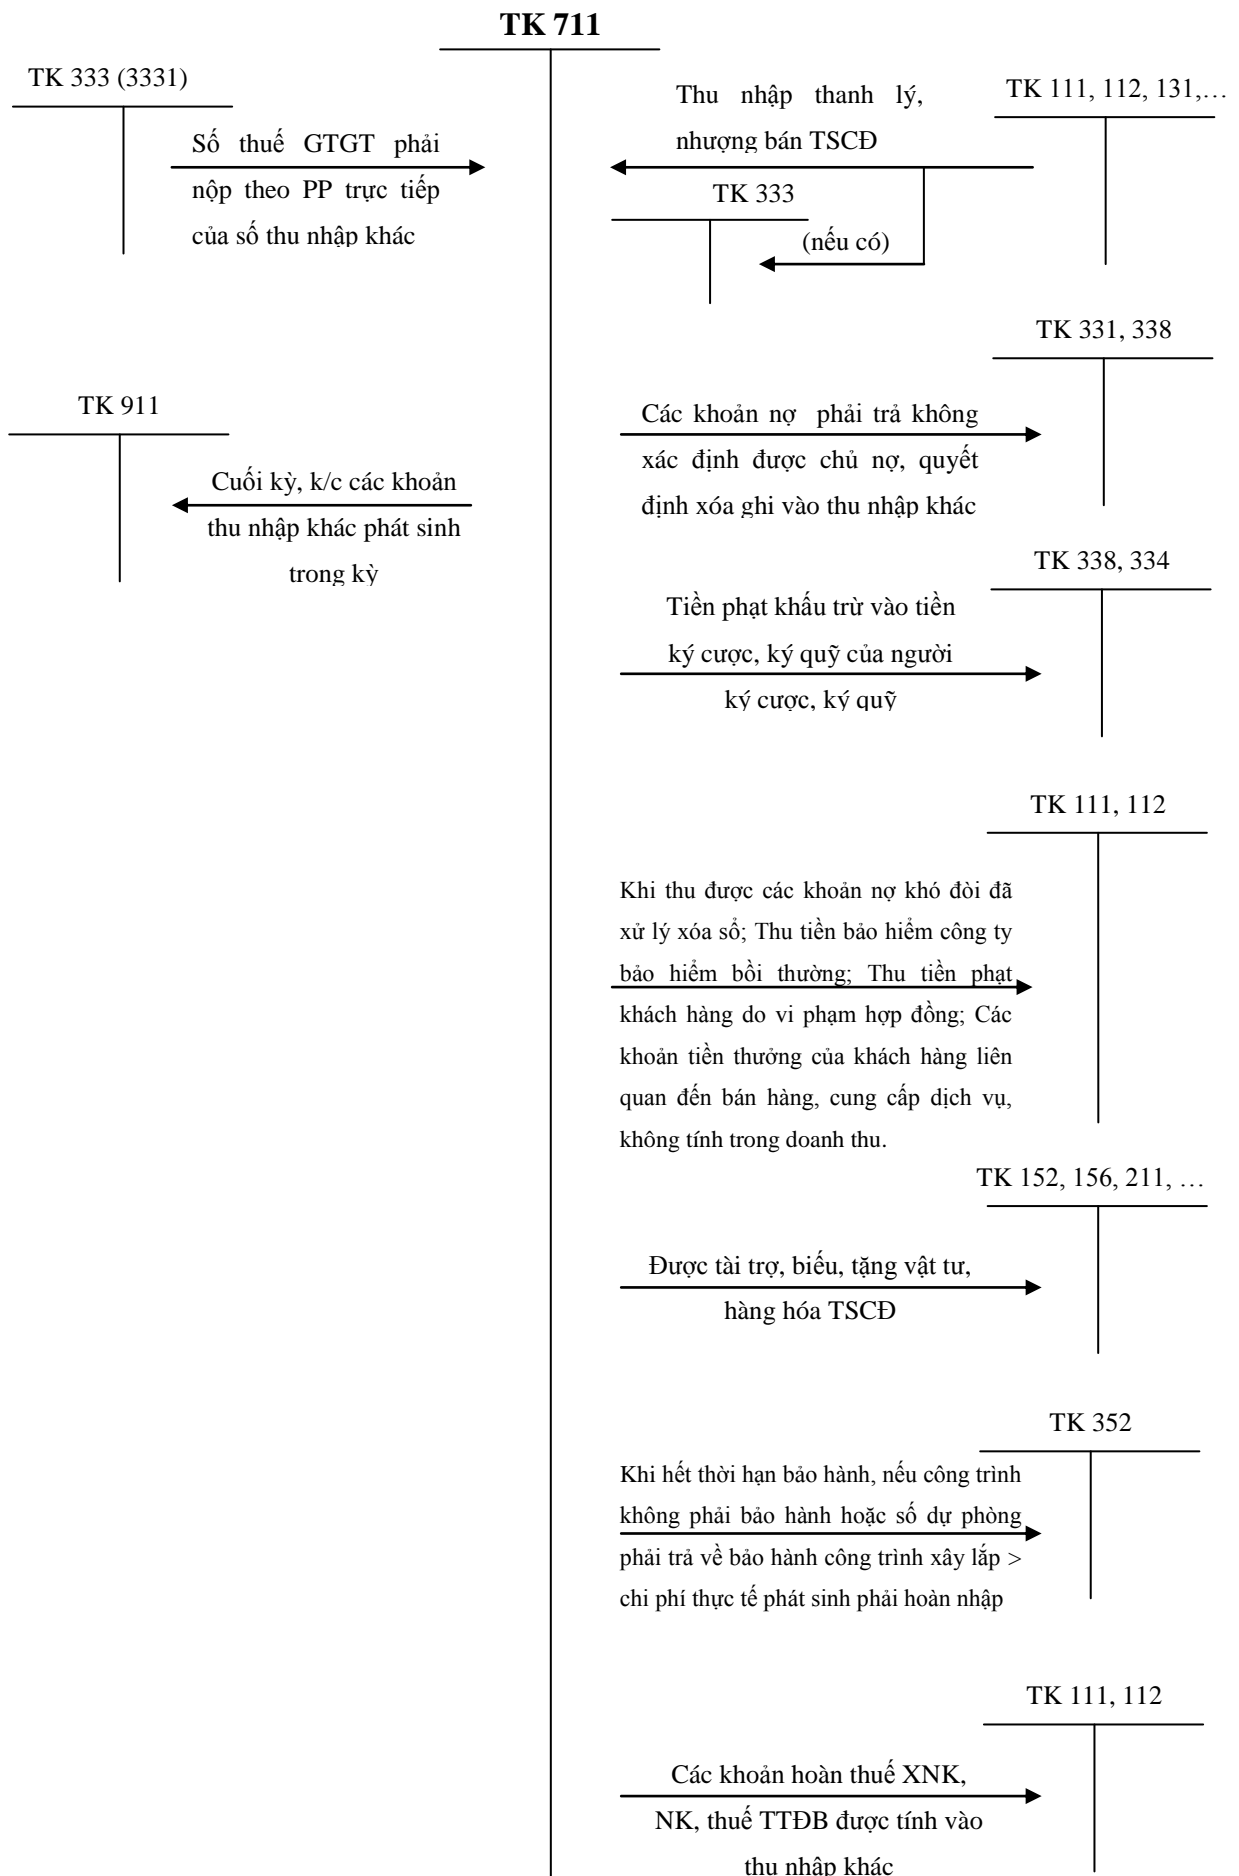 TK 711
TK 333 (3331)
Số thuế GTGT phải
nộp theo PP trực tiếp
của số thu nhập khác
TK 911
Cuối kỳ, k/c các khoản
thu nhập khác phát sinh
trong kỳ
Thu nhập thanh lý,
nhượng bán TSCĐ
TK 111, 112, 131,…
TK 333
(nếu có)
TK 331, 338
Các khoản nợ phải trả không
xác định được chủ nợ, quyết
định xóa ghi vào thu nhập khác
TK 338, 334
Tiền phạt khấu trừ vào tiền
ký cược, ký quỹ của người
ký cược, ký quỹ
TK 111, 112
Khi thu được các khoản nợ khó đòi đã
xử lý xóa sổ; Thu tiền bảo hiểm công ty
bảo hiểm bồi thường; Thu tiền phạt
khách hàng do vi phạm hợp đồng; Các
khoản tiền thưởng của khách hàng liên
quan đến bán hàng, cung cấp dịch vụ,
không tính trong doanh thu.
TK 152, 156, 211, …
Được tài trợ, biếu, tặng vật tư,
hàng hóa TSCĐ
TK 352
Khi hết thời hạn bảo hành, nếu công trình
không phải bảo hành hoặc số dự phòng
phải trả về bảo hành công trình xây lắp >
chi phí thực tế phát sinh phải hoàn nhập
TK 111, 112
Các khoản hoàn thuế XNK,
NK, thuế TTĐB được tính vào
thu nhập khác